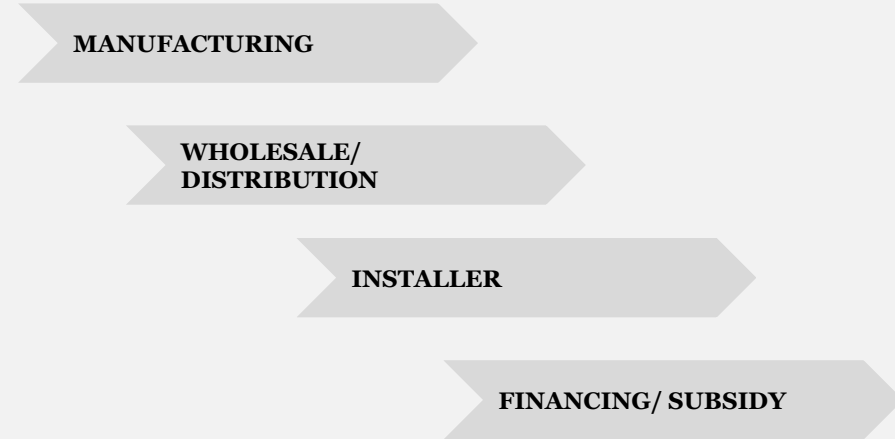 MANUFACTURING
WHOLESALE/
DISTRIBUTION
INSTALLER
FINANCING/ SUBSIDY